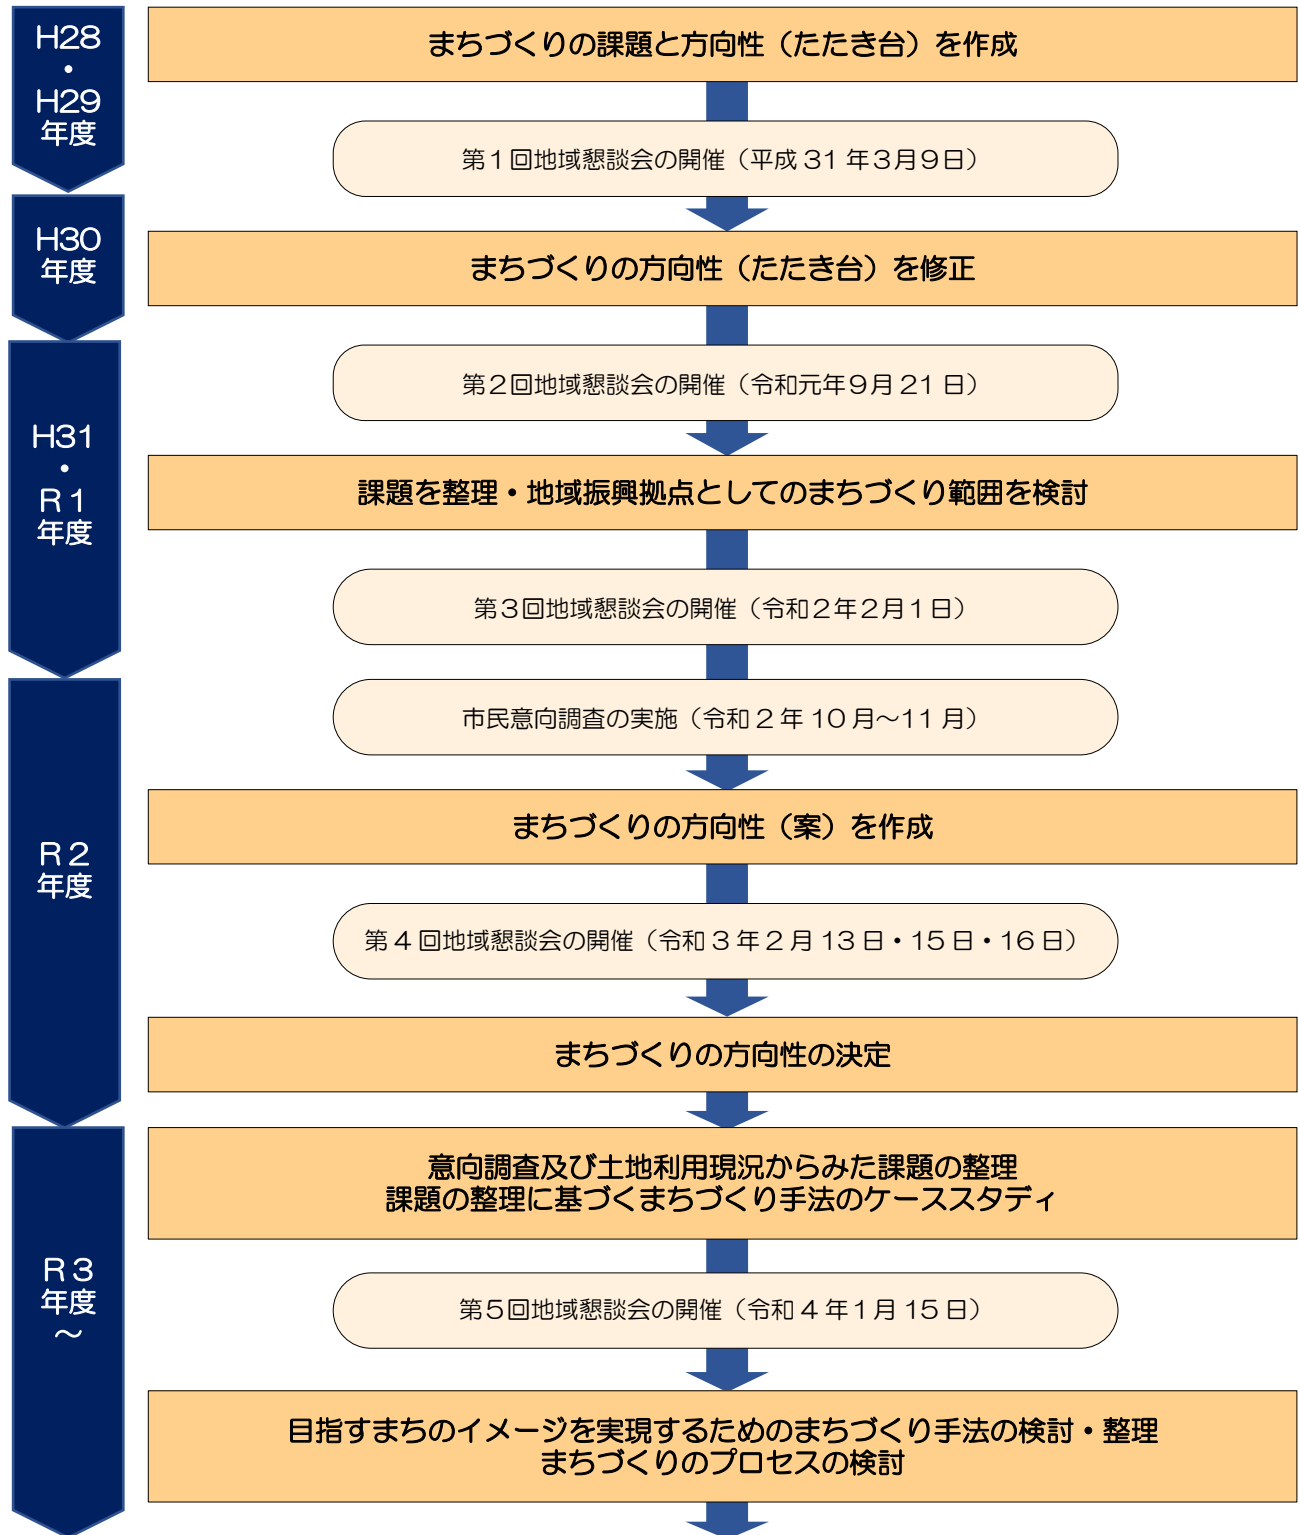 H28
・
H29
年度
まちづくりの課題と方向性（たたき台）を作成
第1回地域懇談会の開催（平成 31 年3月9日）
H30
年度
まちづくりの方向性（たたき台）を修正
第2回地域懇談会の開催（令和元年9月 21 日）
H31
・
R１
年度
課題を整理・地域振興拠点としてのまちづくり範囲を検討
第3回地域懇談会の開催（令和2年2月1日）
R２
年度
市民意向調査の実施（令和 2 年 10 月～11 月）
まちづくりの方向性（案）を作成
第 4 回地域懇談会の開催（令和 3 年 2 月 13 日・15 日・16 日）
まちづくりの方向性の決定
R３
年度
～
意向調査及び土地利用現況からみた課題の整理
課題の整理に基づくまちづくり手法のケーススタディ
第5回地域懇談会の開催（令和 4 年 1 月 15 日）
目指すまちのイメージを実現するためのまちづくり手法の検討・整理
まちづくりのプロセスの検討